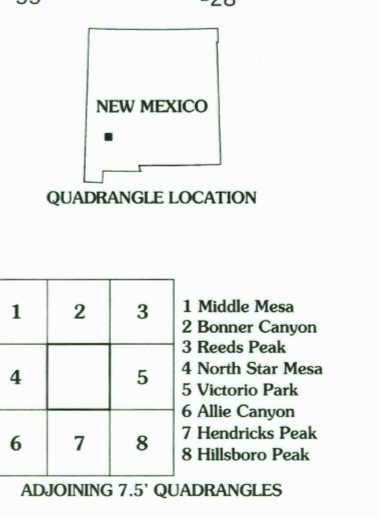 NEW MEXICO
QUADRANGLE LOCATION
1 2 3
4 5
6 7 8
1 Middle Mesa
2 Bonner Canyon
3 Reeds Peak
4 North Star Mesa
5 Victorio Park
6 Allie Canyon
7 Hendricks Peak
8 Hillsboro Peak
ADJOINING 7.5' QUADRANGLES